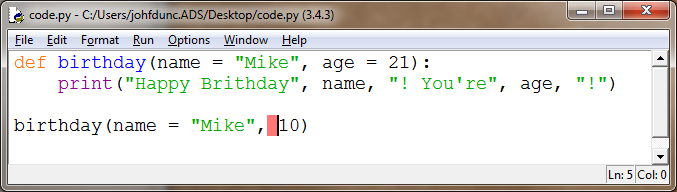 code.py - C:/Users/johfdunc.ADS/Desktop/code.py (3.4.3)
File Edit Format Run Options Window Help
def birthday(name = "Mike", age = 21):
    print("Happy Brithday", name, "! You're", age, "!")
birthday(name = "Mike", 10)
Ln: 5 Col: 0